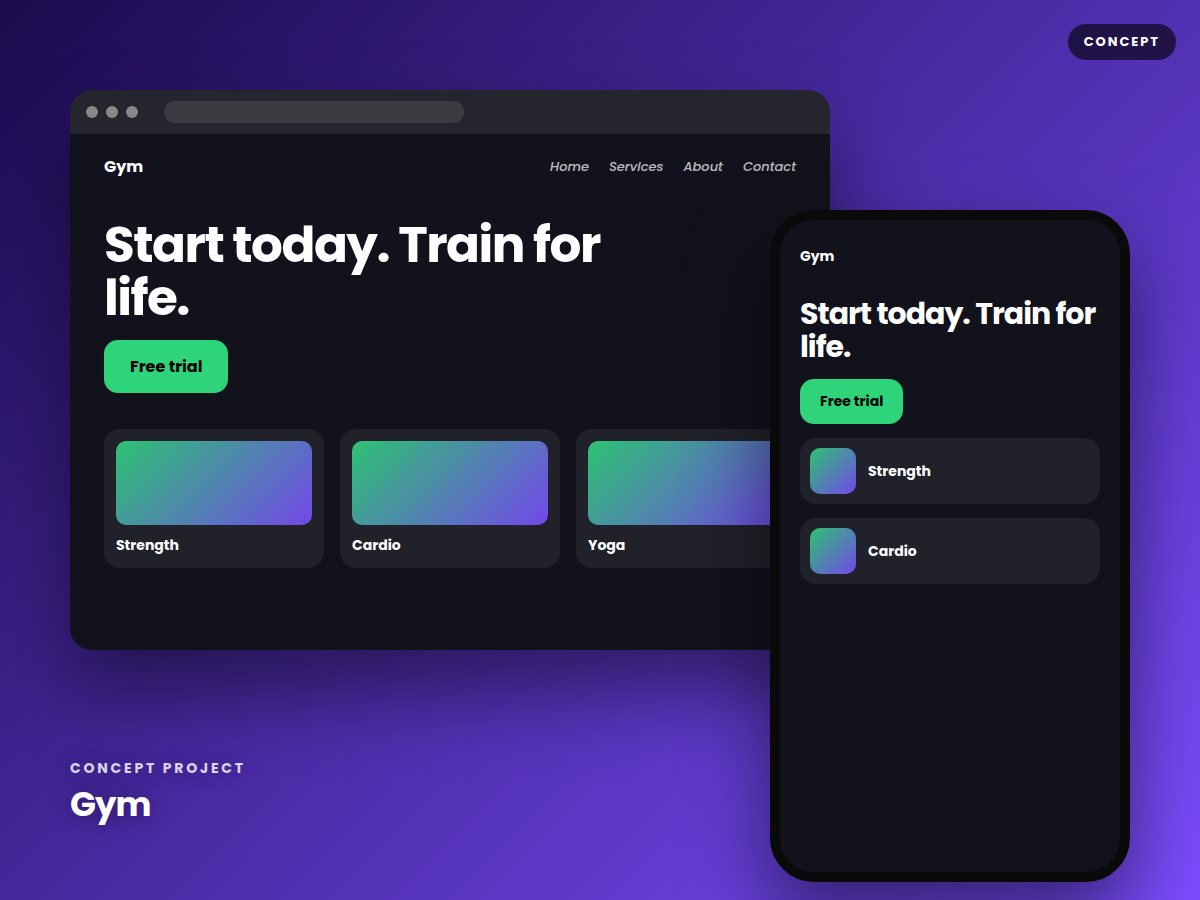 CONCEPT
Gym
Home Services About Contact
Start today. Train for
life.
Free trial
Strength
Cardio
Yoga
Gym
Start today. Train for
life.
Free trial
Strength
Cardio
CONCEPT PROJECT
Gym